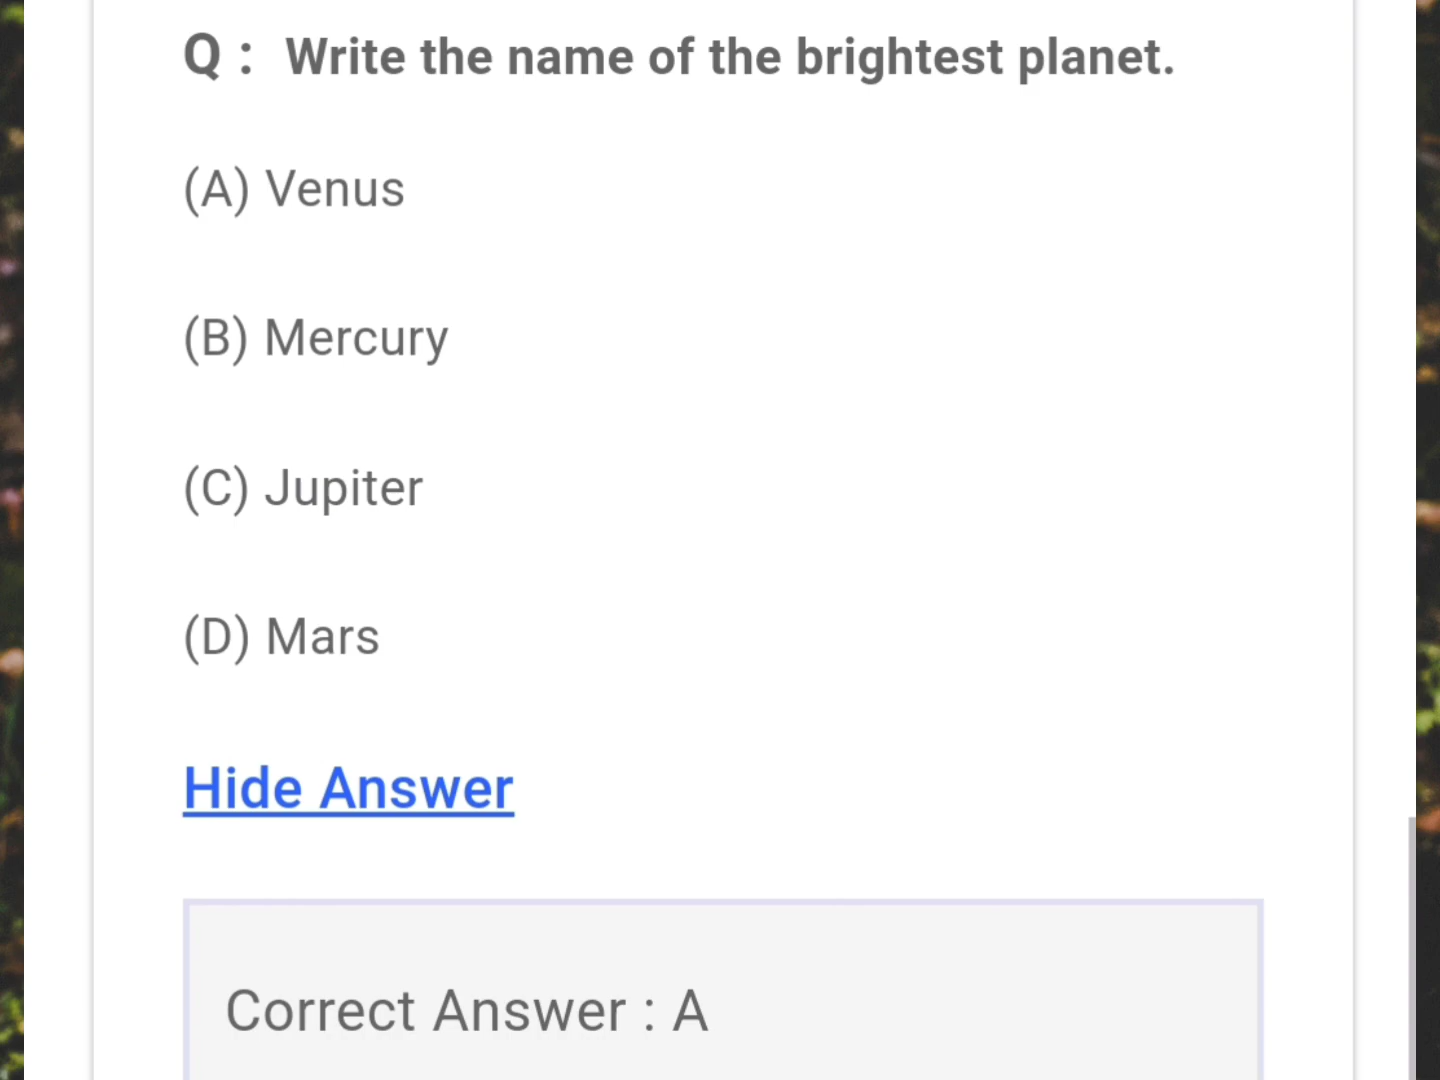 Q : Write the name of the brightest planet.
(A) Venus
(B) Mercury
(C) Jupiter
(D) Mars
Hide Answer
Correct Answer : A